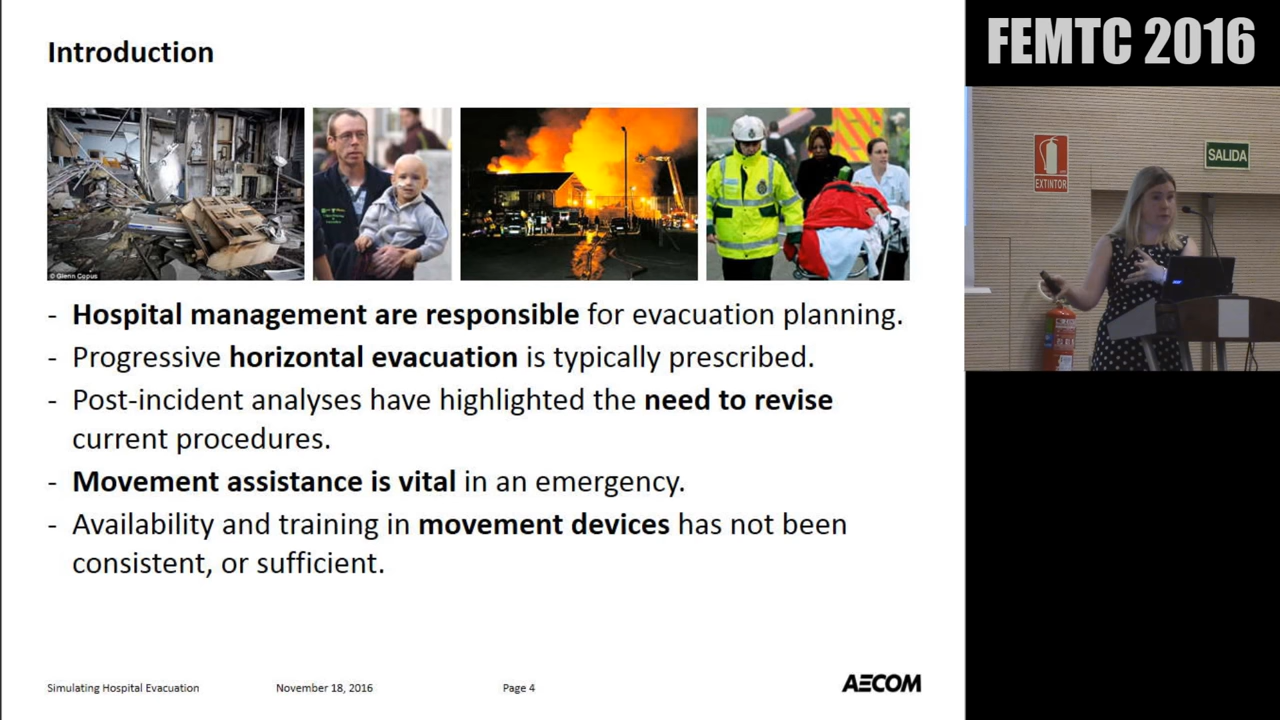 Introduction
© Glenn Copus
- Hospital management are responsible for evacuation planning.
- Progressive horizontal evacuation is typically prescribed.
- Post-incident analyses have highlighted the need to revise
current procedures.
- Movement assistance is vital in an emergency.
- Availability and training in movement devices has not been
consistent, or sufficient.
Simulating Hospital Evacuation
November 18, 2016
Page 4
AECOM
FEMTC 2016
EXTINTOR
SALIDA